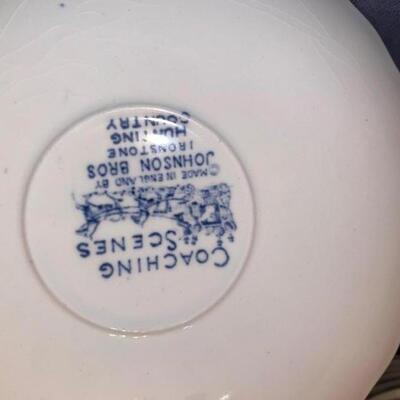 COACHING
SCENES
MADE IN ENGLAND BY
© JOHNSON BROS
IRONSTONE
HUNTING
COUNTRY